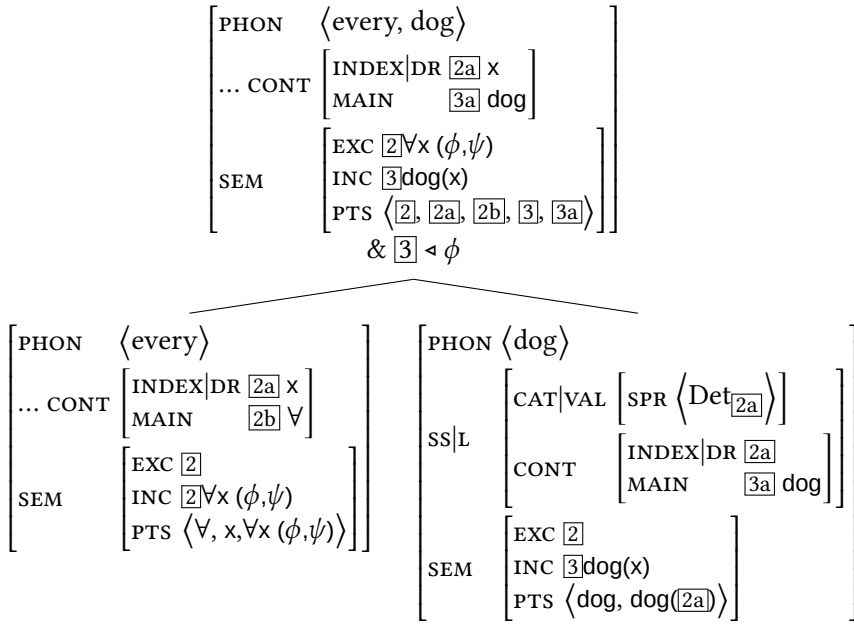 PHON ⟨every, dog⟩
... CONT [INDEX|DR [2a] x
MAIN [3a] dog]
SEM [EXC [2]∀x (ϕ,ψ)
INC [3]dog(x)
PTS ⟨[2], [2a], [2b], [3], [3a]⟩]
& [3] ◃ ϕ
PHON ⟨every⟩
... CONT [INDEX|DR [2a] x
MAIN [2b] ∀]
SEM [EXC [2]
INC [2]∀x (ϕ,ψ)
PTS ⟨∀, x,∀x (ϕ,ψ)⟩]
PHON ⟨dog⟩
SS|L [CAT|VAL [SPR ⟨Det[2a]⟩]
CONT [INDEX|DR [2a]
MAIN [3a] dog]]
SEM [EXC [2]
INC [3]dog(x)
PTS ⟨dog, dog([2a])⟩]